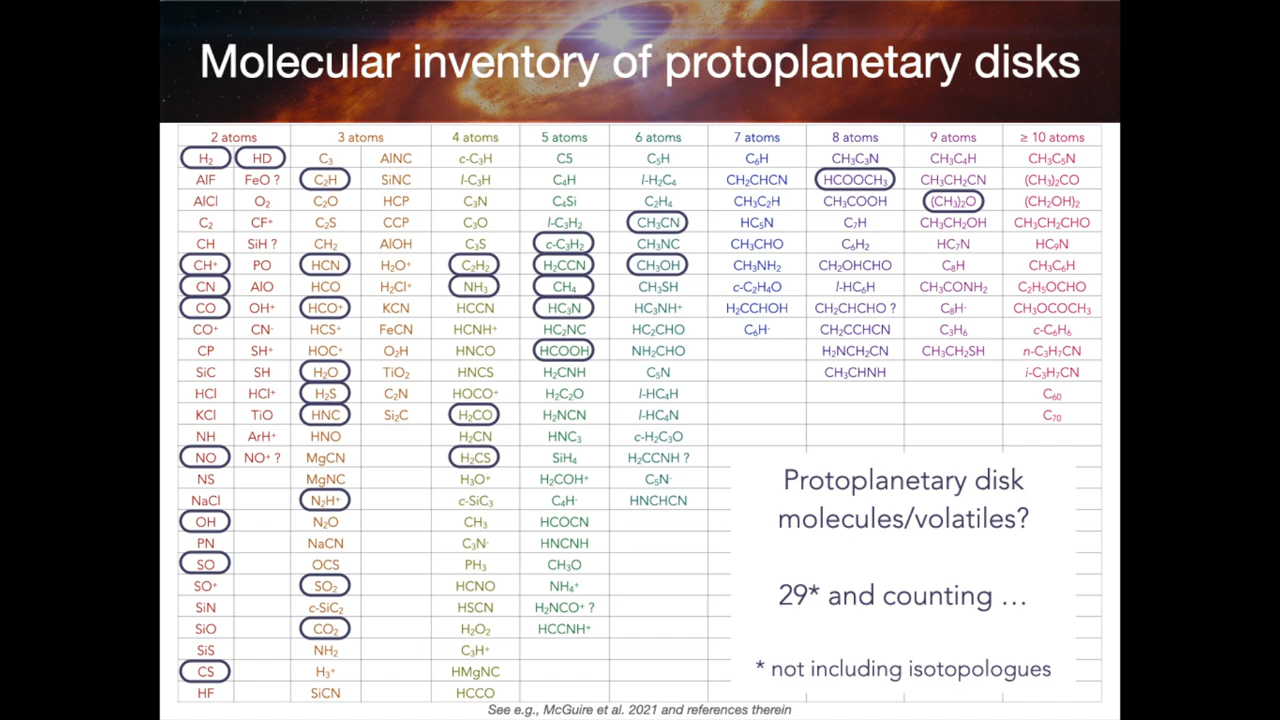 Molecular inventory of protoplanetary disks
2 atoms 3 atoms 4 atoms 5 atoms 6 atoms 7 atoms 8 atoms 9 atoms ≥ 10 atoms
H₂ HD C₃ AlNC c-C₃H C5 C₅H C₆H CH₃C₃N CH₃C₄H CH₃C₅N
AlF FeO ? C₂H SiNC l-C₃H C₄H l-H₂C₄ CH₂CHCN HCOOCH₃ CH₃CH₂CN (CH₃)₂CO
AlCl O₂ C₂O HCP C₃N C₄Si C₂H₄ CH₃C₂H CH₃COOH (CH₃)₂O (CH₂OH)₂
C₂ CF⁺ C₂S CCP C₃O l-C₃H₂ CH₃CN HC₅N C₇H CH₃CH₂OH CH₃CH₂CHO
CH SiH ? CH₂ AlOH C₃S c-C₃H₂ CH₃NC CH₃CHO C₆H₂ HC₇N HC₉N
CH⁺ PO HCN H₂O⁺ C₂H₂ H₂CCN CH₃OH CH₃NH₂ CH₂OHCHO C₈H CH₃C₆H
CN AlO HCO H₂Cl⁺ NH₃ CH₄ CH₃SH c-C₂H₄O l-HC₆H CH₃CONH₂ C₂H₅OCHO
CO OH⁺ HCO⁺ KCN HCCN HC₃N HC₃NH⁺ H₂CCHOH CH₂CHCHO ? C₈H⁻ CH₃OCOCH₃
CO⁺ CN⁻ HCS⁺ FeCN HCNH⁺ HC₂NC HC₂CHO C₆H⁻ CH₂CCHCN C₃H₆ c-C₆H₆
CP SH⁺ HOC⁺ O₂H HNCO HCOOH NH₂CHO H₂NCH₂CN CH₃CH₂SH n-C₃H₇CN
SiC SH H₂O TiO₂ HNCS H₂CNH C₅N CH₃CHNH i-C₃H₇CN
HCl HCl⁺ H₂S C₂N HOCO⁺ H₂C₂O l-HC₄H C₆₀
KCl TiO HNC Si₂C H₂CO H₂NCN l-HC₄N C₇₀
NH ArH⁺ HNO H₂CN HNC₃ c-H₂C₃O
NO NO⁺ ? MgCN H₂CS SiH₄ H₂CCNH ?
NS MgNC H₃O⁺ H₂COH⁺ C₅N⁻
NaCl N₂H⁺ c-SiC₃ C₄H⁻ HNCHCN
OH N₂O CH₃ HCOCN
PN NaCN C₃N⁻ HNCNH
SO OCS PH₃ CH₃O
SO⁺ SO₂ HCNO NH₄⁺
SiN c-SiC₂ HSCN H₂NCO⁺ ?
SiO CO₂ H₂O₂ HCCNH⁺
SiS NH₂ C₃H⁺
CS H₃⁺ HMgNC
HF SiCN HCCO
Protoplanetary disk
molecules/volatiles?
29* and counting …
* not including isotopologues
See e.g., McGuire et al. 2021 and references therein